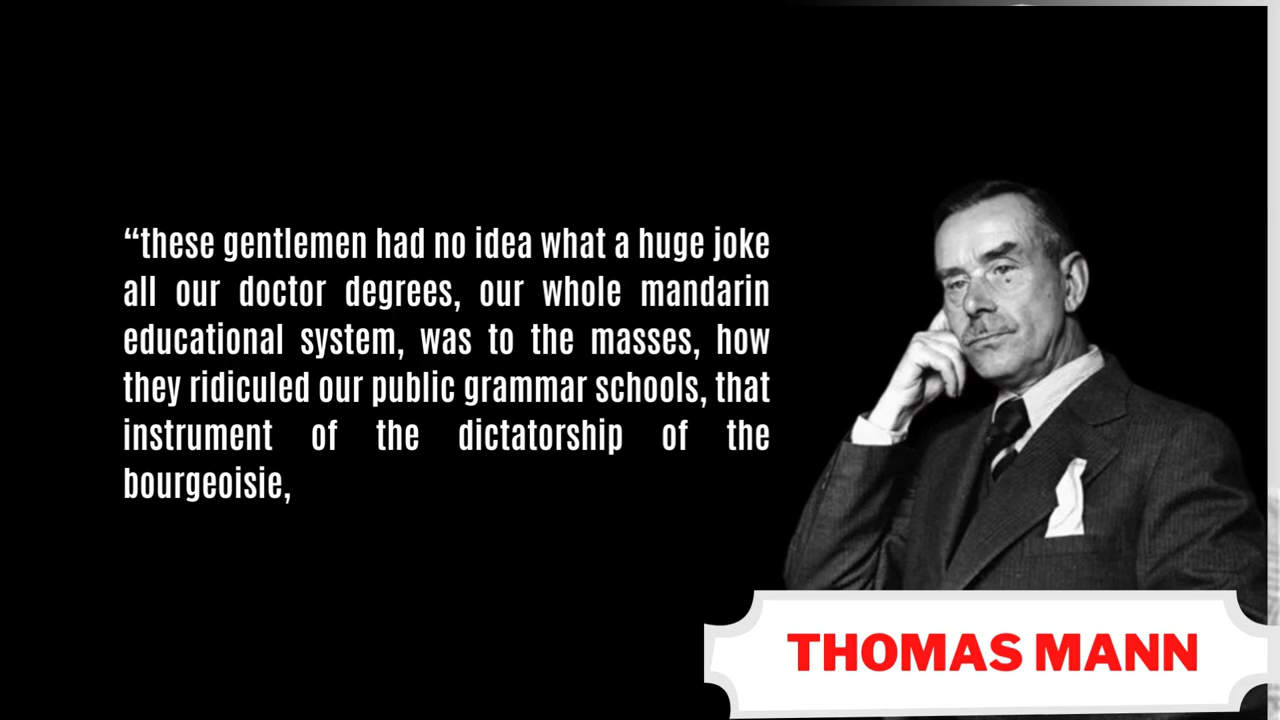 “these gentlemen had no idea what a huge joke
all our doctor degrees, our whole mandarin
educational system, was to the masses, how
they ridiculed our public grammar schools, that
instrument of the dictatorship of the
bourgeoisie,
THOMAS MANN